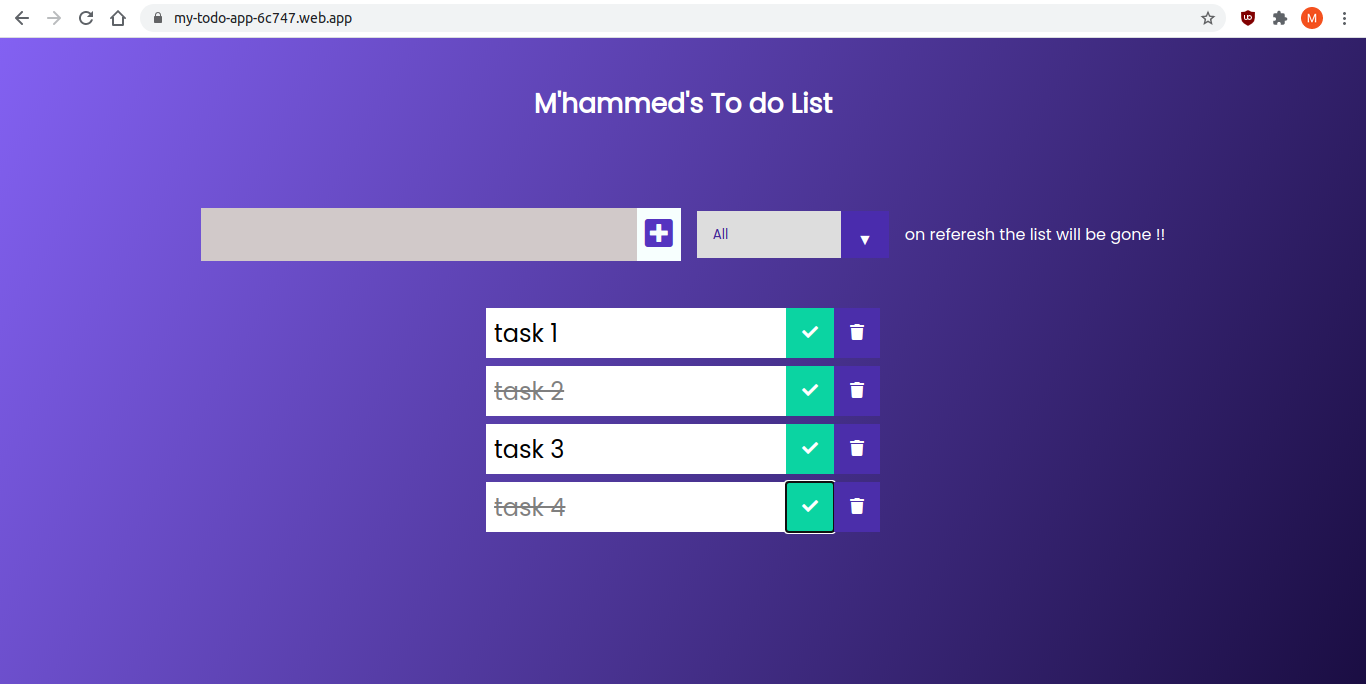 my-todo-app-6c747.web.app
M
M'hammed's To do List
All
on referesh the list will be gone !!
task 1
task 2
task 3
task 4